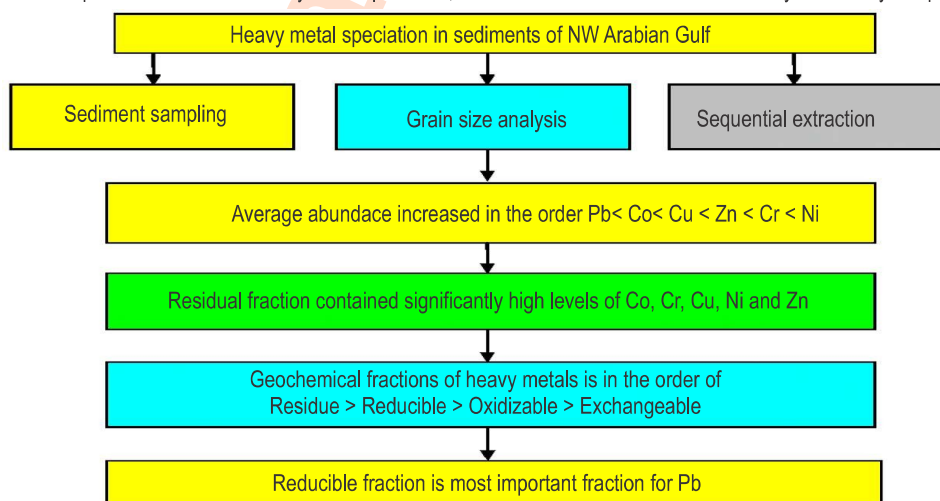 Heavy metal speciation in sediments of NW Arabian Gulf
Sediment sampling
Grain size analysis
Sequential extraction
Average abundace increased in the order Pb< Co< Cu < Zn < Cr < Ni
Residual fraction contained significantly high levels of Co, Cr, Cu, Ni and Zn
Geochemical fractions of heavy metals is in the order of
Residue > Reducible > Oxidizable > Exchangeable
Reducible fraction is most important fraction for Pb